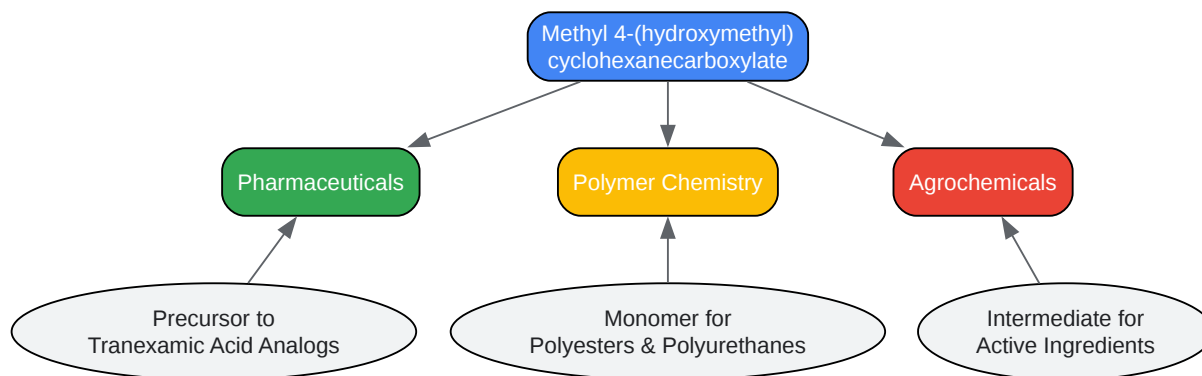 Methyl 4-(hydroxymethyl)
cyclohexanecarboxylate
Pharmaceuticals
Polymer Chemistry
Agrochemicals
Precursor to
Tranexamic Acid Analogs
Monomer for
Polyesters & Polyurethanes
Intermediate for
Active Ingredients